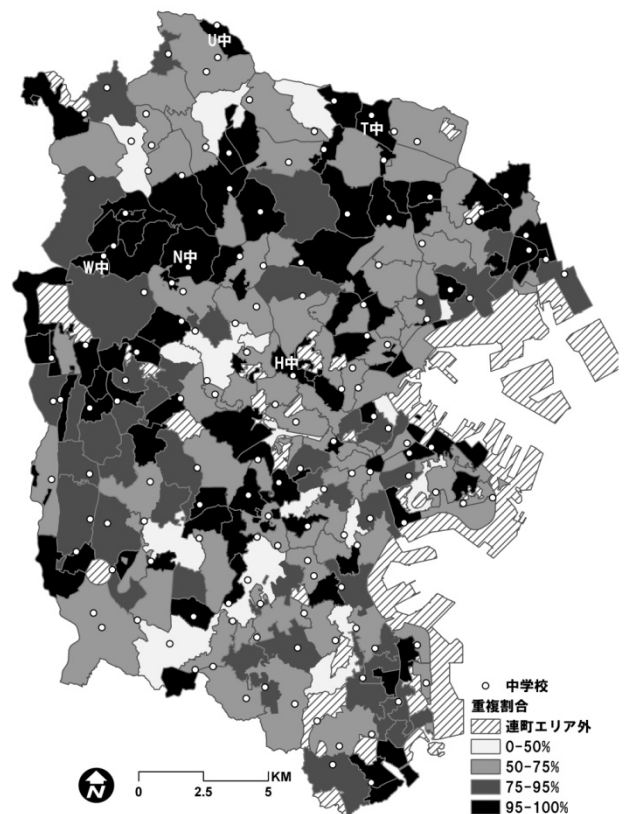 U中
T中
N中
W中
H中
中学校
重複割合
連町エリア外
0-50%
50-75%
75-95%
95-100%
N
KM
0 2.5 5